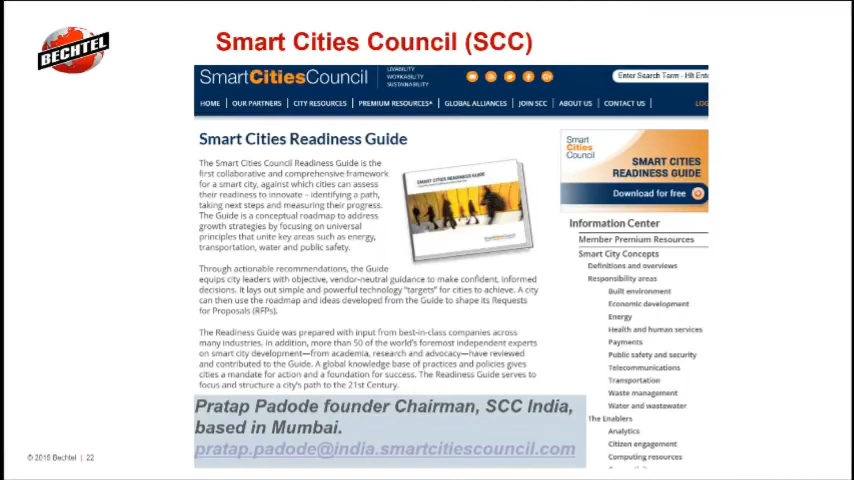 BECHTEL
Smart Cities Council (SCC)
SmartCitiesCouncil
LIVABILITY
WORKABILITY
SUSTAINABILITY
Enter Search Term - Hit Ent
HOME | OUR PARTNERS | CITY RESOURCES | PREMIUM RESOURCES* | GLOBAL ALLIANCES | JOIN SCC | ABOUT US | CONTACT US | LOG
Smart Cities Readiness Guide
The Smart Cities Council Readiness Guide is the
first collaborative and comprehensive framework
for a smart city, against which cities can assess
their readiness to innovate – identifying a path,
taking next steps and measuring their progress.
The Guide is a conceptual roadmap to address
growth strategies by focusing on universal
principles that unite key areas such as energy,
transportation, water and public safety.
SMART CITIES READINESS GUIDE
SmartCitiesCouncil
Through actionable recommendations, the Guide
equips city leaders with objective, vendor-neutral guidance to make confident, informed
decisions. It lays out simple and powerful technology "targets" for cities to achieve. A city
can then use the roadmap and ideas developed from the Guide to shape its Requests
for Proposals (RFPs).
The Readiness Guide was prepared with input from best-in-class companies across
many industries. In addition, more than 50 of the world's foremost independent experts
on smart city development—from academia, research and advocacy—have reviewed
and contributed to the Guide. A global knowledge base of practices and policies gives
cities a mandate for action and a foundation for success. The Readiness Guide serves to
focus and structure a city's path to the 21st Century.
Smart
Cities
Council
SMART CITIES
READINESS GUIDE
Download for free
Information Center
Member Premium Resources
Smart City Concepts
Definitions and overviews
Responsibility areas
Built environment
Economic development
Energy
Health and human services
Payments
Public safety and security
Telecommunications
Transportation
Waste management
Water and wastewater
The Enablers
Analytics
Citizen engagement
Computing resources
Pratap Padode founder Chairman, SCC India,
based in Mumbai.
pratap.padode@india.smartcitiescouncil.com
© 2015 Bechtel | 22